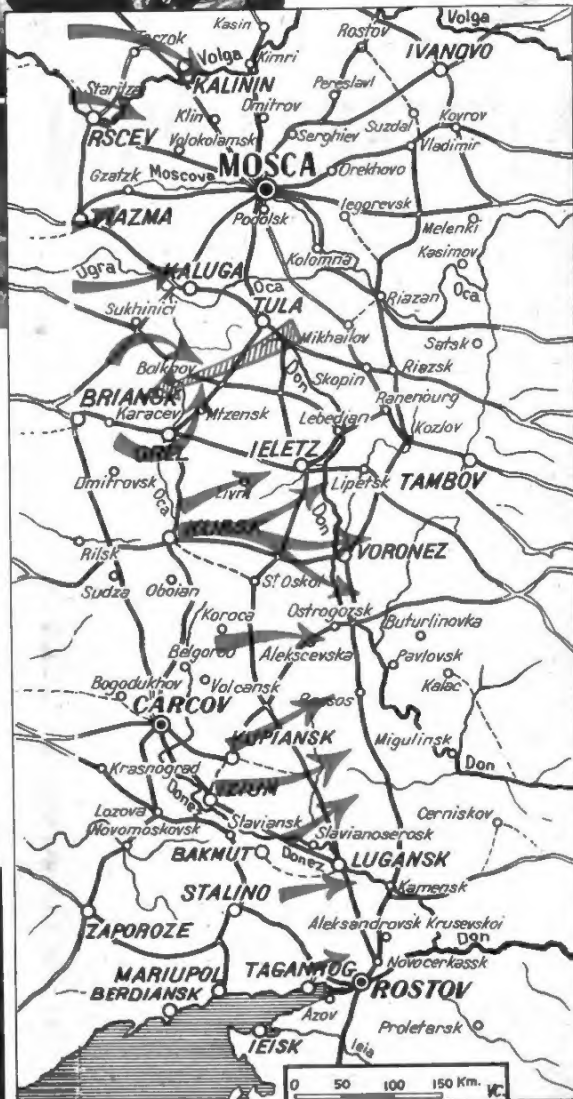 Kasin
Rostov
Volga
Volga
Kimri
IVANOVO
KALININ
Pereslavl
Staritza
Klin
Dmitrov
Suzdal
Kovrov
RSCEV
Volokolamsk
Serghiev
Vladimir
MOSCA
Gzatzk
Moscova
Orekhovo
VIAZMA
Podolsk
Iegorevsk
Melenki
Kolomna
Kasimov
Ugra
KALUGA
Oca
Riazan
Oca
Sukhinici
TULA
Mikhailov
Satsk
Bolkhov
Don
Skopin
Riazsk
BRIANSK
Karacev
Mtzensk
Lebedian
Ranenburg
Kozlov
OREL
IELETZ
TAMBOV
Dmitrovsk
Oca
Livni
Lipetsk
Don
KURSK
VORONEZ
Rilsk
Sudza
Oboian
St Oskol
Koroca
Ostrogozsk
Buturlinovka
Belgorod
Alekscevska
Pavlovsk
Kalac
Bogodukhov
Volcansk
CARCOV
Migulinsk
KUPIANSK
Don
Krasnograd
IZIUM
Donez
Lozova
Slaviansk
Cerniskov
Novomoskovsk
Slavianoserosk
BAKMUT
Donez
LUGANSK
STALINO
Kamensk
ZAPOROZE
Aleksandrovsk Krusevskoi
Don
Novocerkassk
MARIUPOL
TAGANROG
ROSTOV
BERDIANSK
Azov
IEISK
Proletarsk
Ieia
0 50 100 150 Km.
VC.